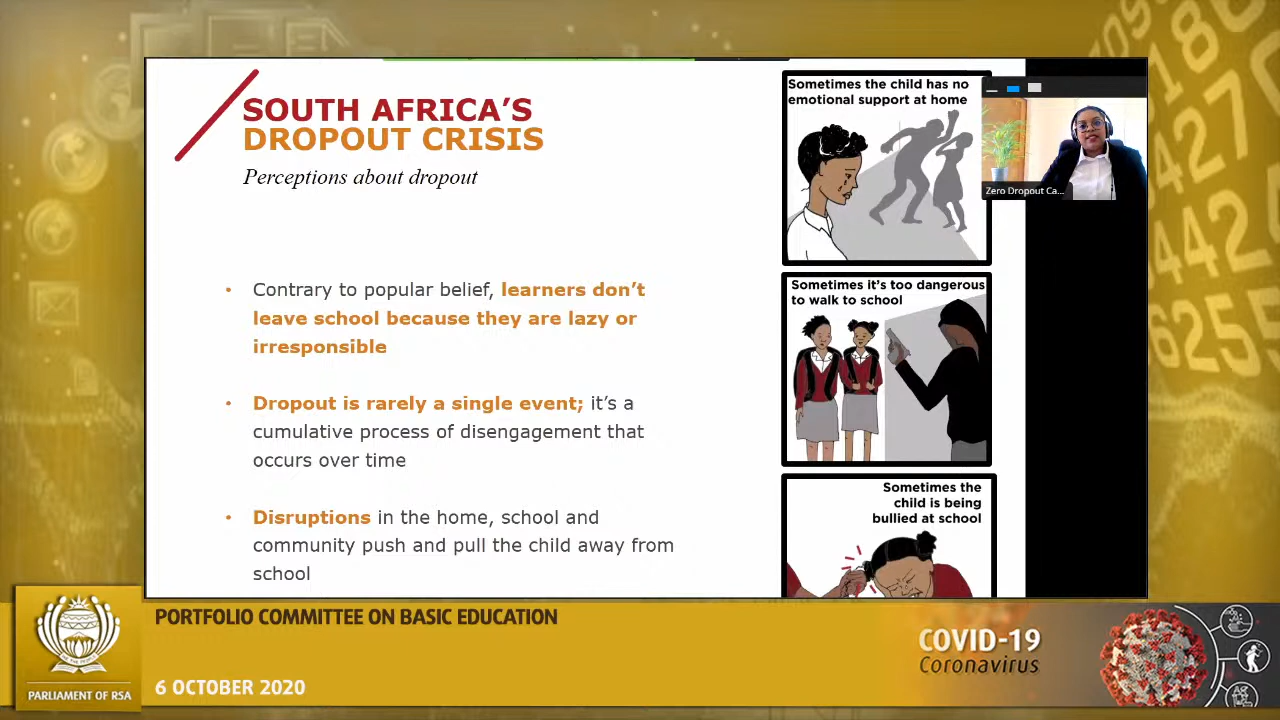 SOUTH AFRICA'S
DROPOUT CRISIS
Perceptions about dropout
• Contrary to popular belief, learners don't
leave school because they are lazy or
irresponsible
• Dropout is rarely a single event; it's a
cumulative process of disengagement that
occurs over time
• Disruptions in the home, school and
community push and pull the child away from
school
Sometimes the child has no
emotional support at home
Sometimes it's too dangerous
to walk to school
Sometimes the
child is being
bullied at school
Zero Dropout Ca...
PORTFOLIO COMMITTEE ON BASIC EDUCATION
6 OCTOBER 2020
PARLIAMENT OF RSA
COVID-19
Coronavirus